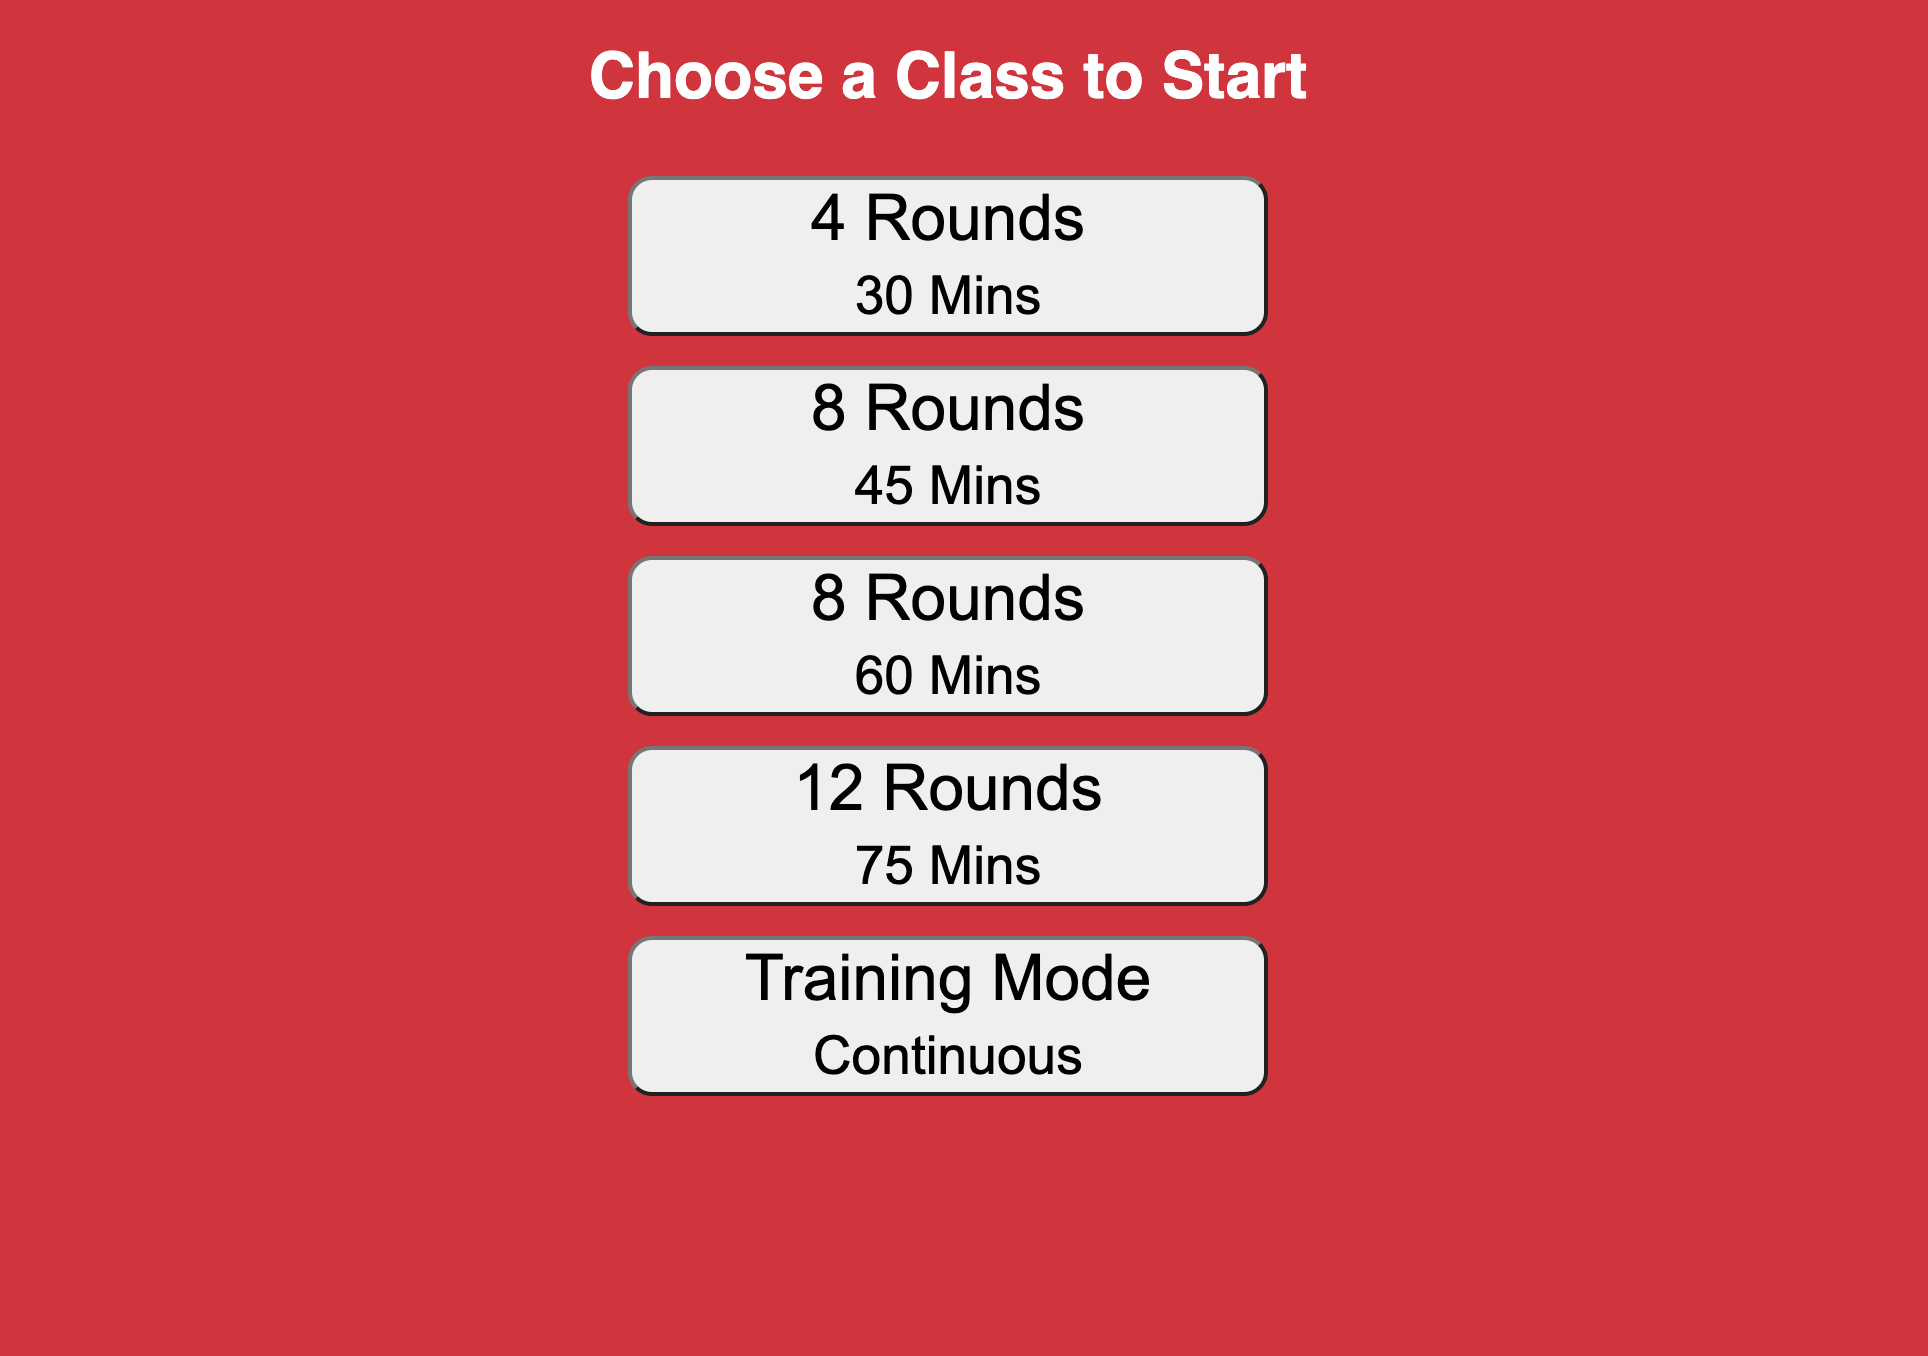 Choose a Class to Start
4 Rounds
30 Mins
8 Rounds
45 Mins
8 Rounds
60 Mins
12 Rounds
75 Mins
Training Mode
Continuous